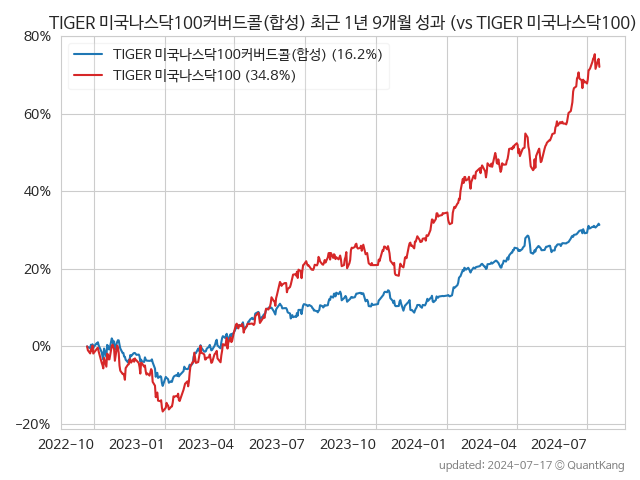 TIGER 미국나스닥100커버드콜(합성) 최근 1년 9개월 성과 (vs TIGER 미국나스닥100)
80%
TIGER 미국나스닥100커버드콜(합성) (16.2%)
TIGER 미국나스닥100 (34.8%)
60%
40%
20%
0%
−20%
2022-10 2023-01 2023-04 2023-07 2023-10 2024-01 2024-04 2024-07
updated: 2024-07-17 © QuantKang